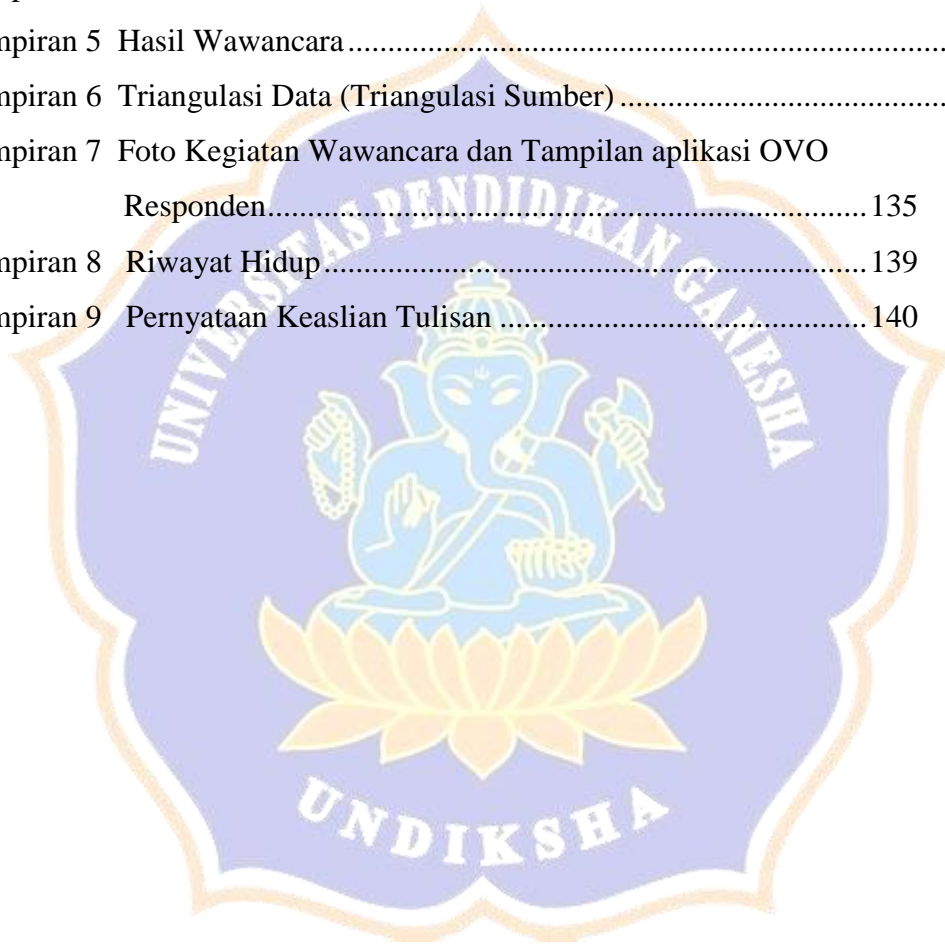 mpiran 5 Hasil Wawancara ................................................................................
mpiran 6 Triangulasi Data (Triangulasi Sumber) ............................................
mpiran 7 Foto Kegiatan Wawancara dan Tampilan aplikasi OVO
Responden................................................................................ 135
mpiran 8 Riwayat Hidup........................................................................ 139
mpiran 9 Pernyataan Keaslian Tulisan ................................................ 140
UNIVERSITAS PENDIDIKAN GANESHA
UNDIKSHA